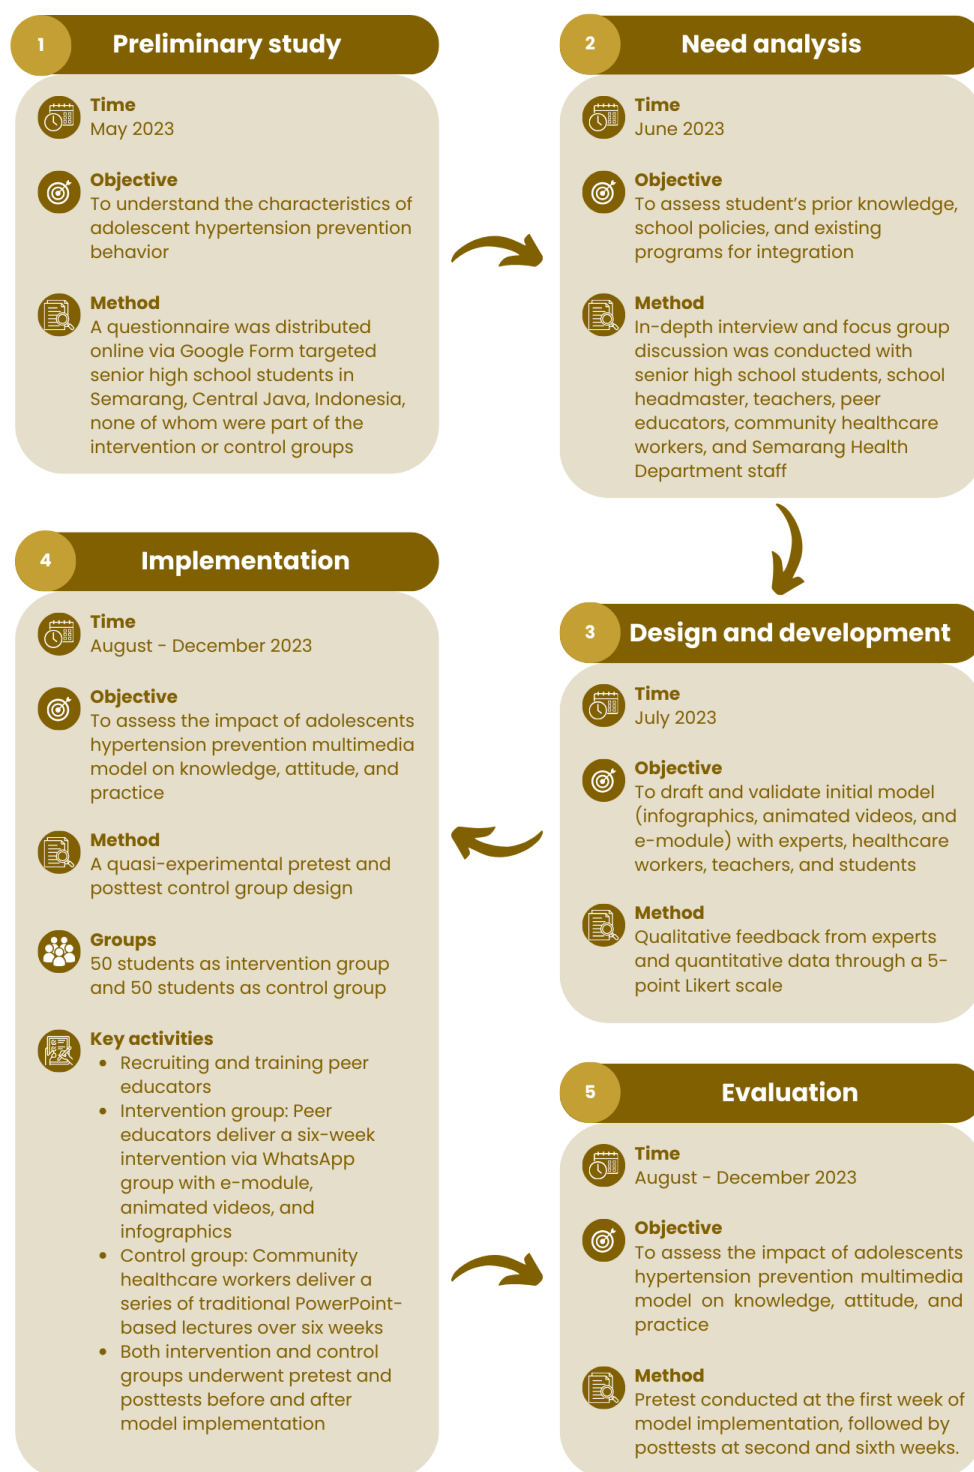 1
Preliminary study
Time
May 2023
Objective
To understand the characteristics of
adolescent hypertension prevention
behavior
Method
A questionnaire was distributed
online via Google Form targeted
senior high school students in
Semarang, Central Java, Indonesia,
none of whom were part of the
intervention or control groups
2
Need analysis
Time
June 2023
Objective
To assess student’s prior knowledge,
school policies, and existing
programs for integration
Method
In-depth interview and focus group
discussion was conducted with
senior high school students, school
headmaster, teachers, peer
educators, community healthcare
workers, and Semarang Health
Department staff
3
Design and development
Time
July 2023
Objective
To draft and validate initial model
(infographics, animated videos, and
e-module) with experts, healthcare
workers, teachers, and students
Method
Qualitative feedback from experts
and quantitative data through a 5-
point Likert scale
4
Implementation
Time
August - December 2023
Objective
To assess the impact of adolescents
hypertension prevention multimedia
model on knowledge, attitude, and
practice
Method
A quasi-experimental pretest and
posttest control group design
Groups
50 students as intervention group
and 50 students as control group
Key activities
• Recruiting and training peer
educators
• Intervention group: Peer
educators deliver a six-week
intervention via WhatsApp
group with e-module,
animated videos, and
infographics
• Control group: Community
healthcare workers deliver a
series of traditional PowerPoint-
based lectures over six weeks
• Both intervention and control
groups underwent pretest and
posttests before and after
model implementation
5
Evaluation
Time
August - December 2023
Objective
To assess the impact of adolescents
hypertension prevention multimedia
model on knowledge, attitude, and
practice
Method
Pretest conducted at the first week of
model implementation, followed by
posttests at second and sixth weeks.